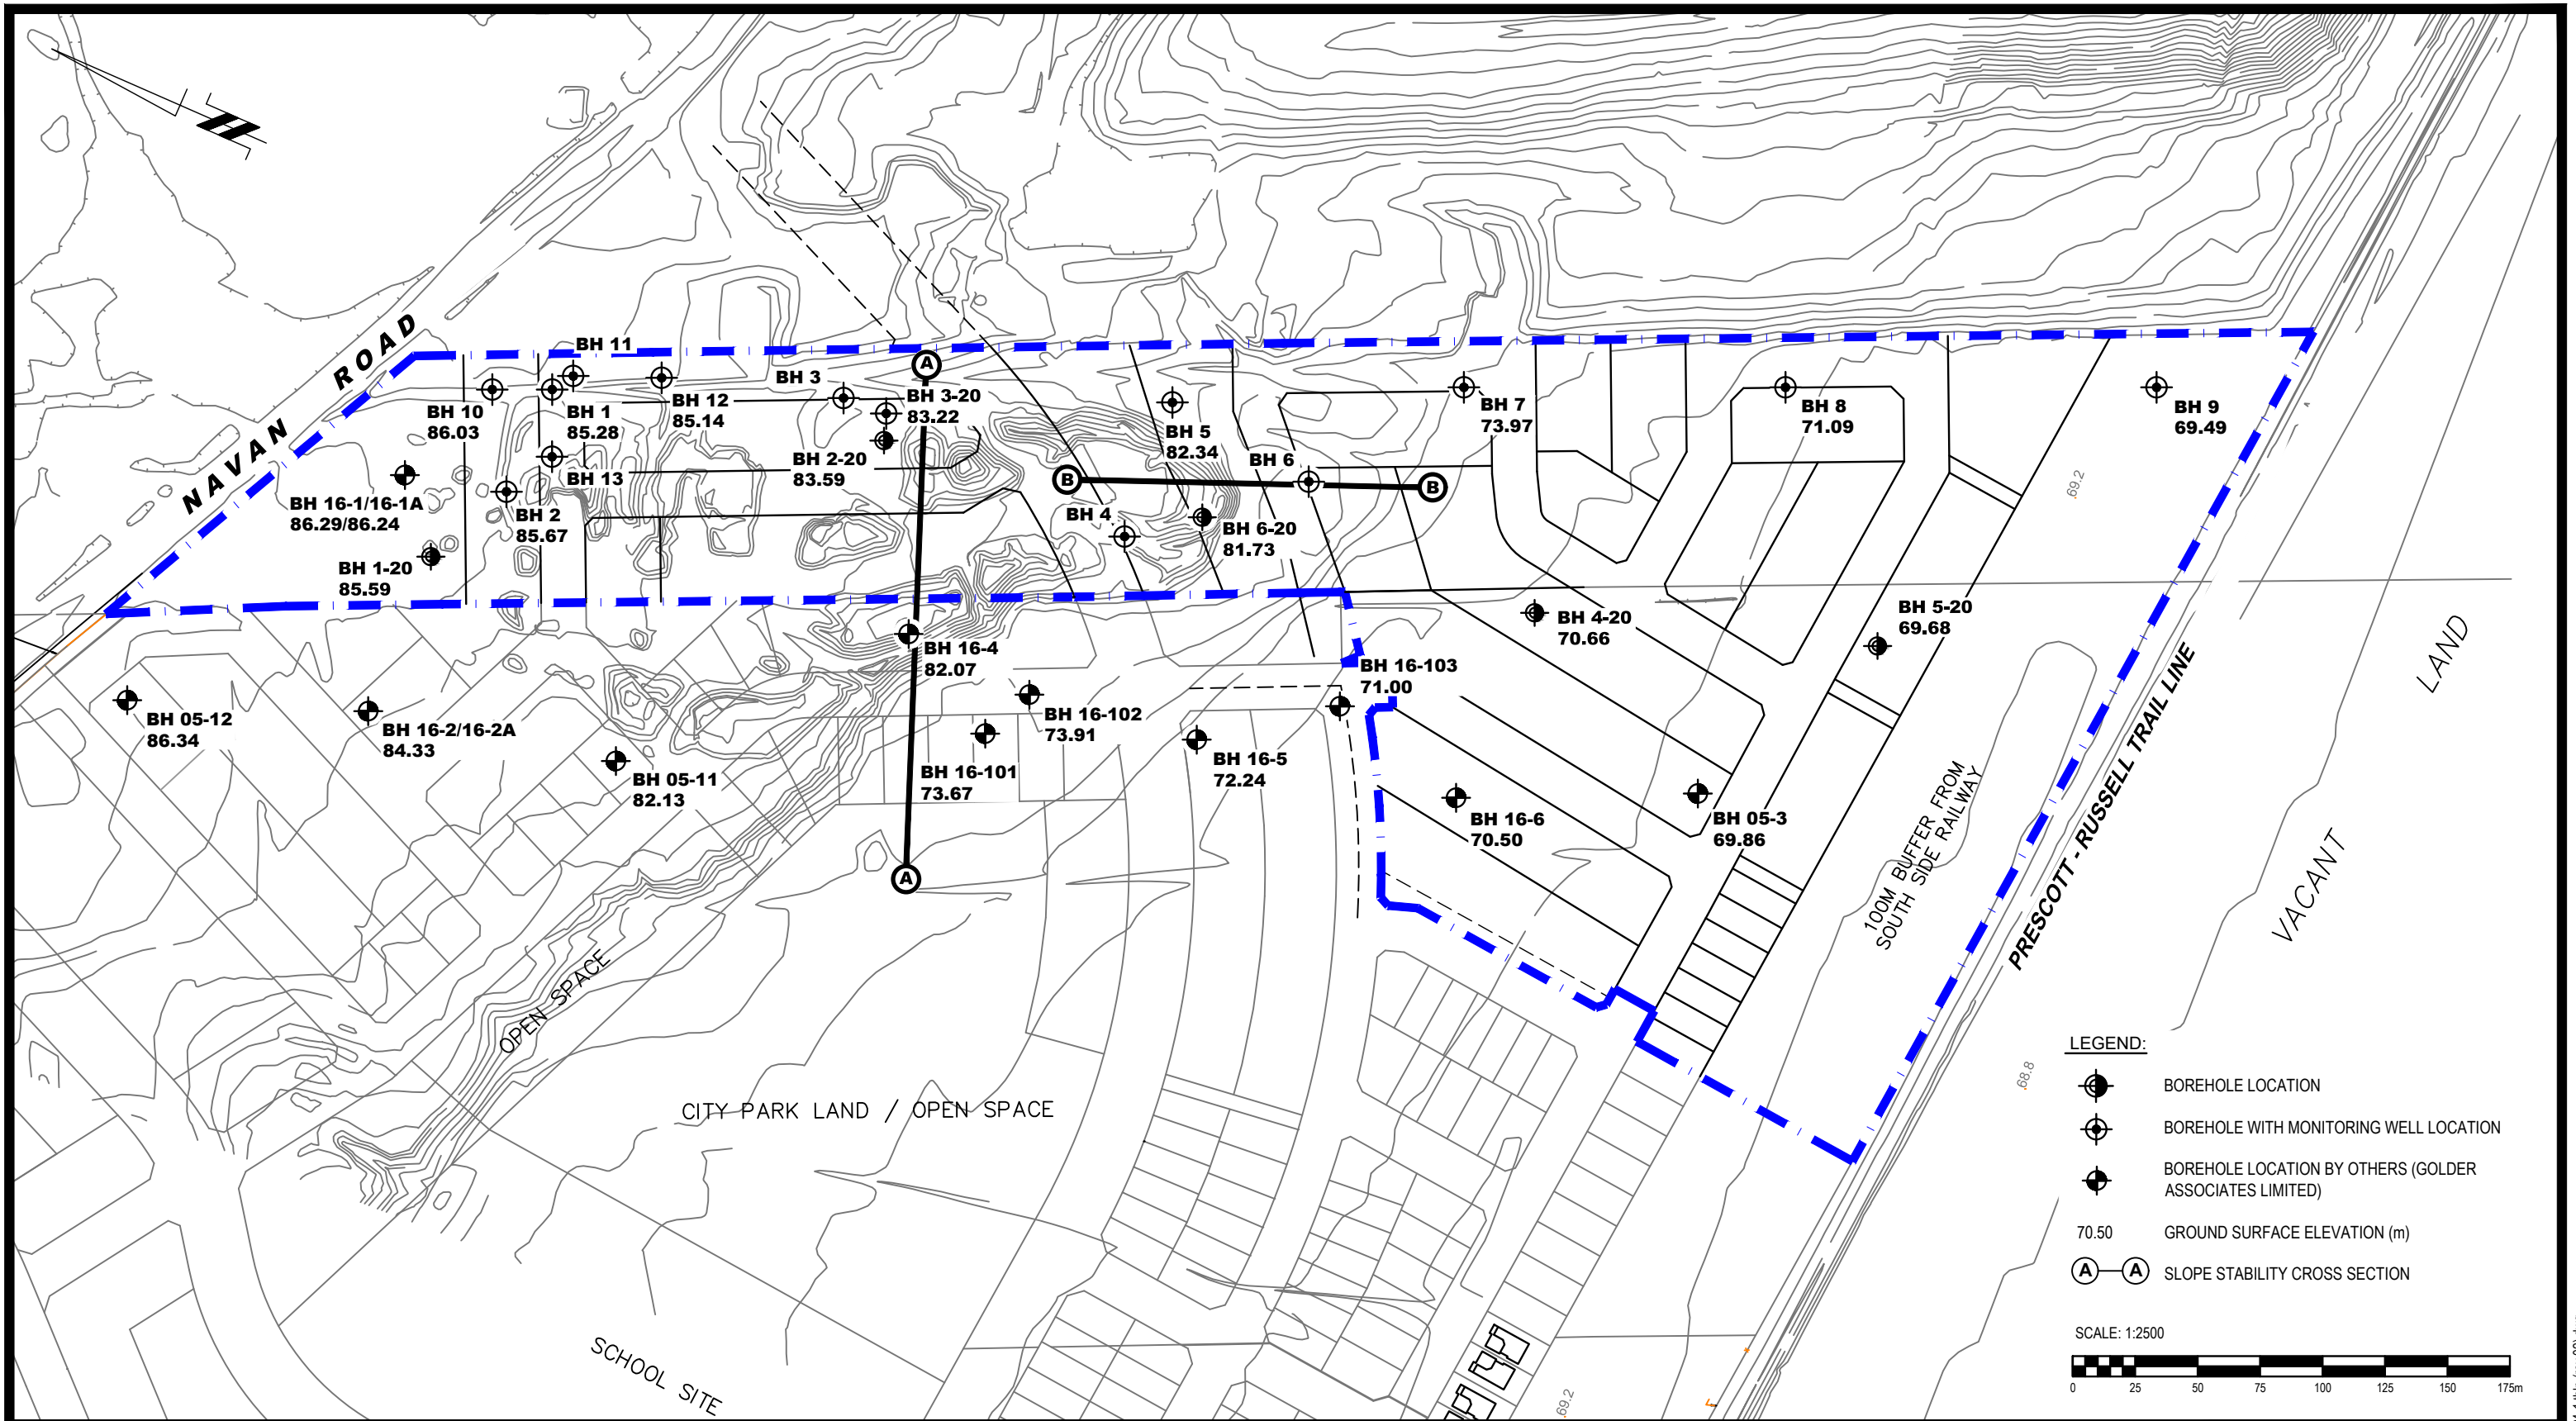 NAVAN ROAD
BH 11
BH 10
86.03
BH 1
85.28
BH 12
85.14
BH 3
BH 3-20
83.22
BH 2-20
83.59
BH 13
BH 2
85.67
BH 16-1/16-1A
86.29/86.24
BH 1-20
85.59
A
B
B
BH 5
82.34
BH 6
BH 4
BH 6-20
81.73
BH 7
73.97
BH 8
71.09
BH 9
69.49
69.2
BH 4-20
70.66
BH 5-20
69.68
BH 16-4
82.07
BH 16-103
71.00
BH 05-12
86.34
BH 16-2/16-2A
84.33
BH 05-11
82.13
BH 16-102
73.91
BH 16-101
73.67
BH 16-5
72.24
BH 16-6
70.50
BH 05-3
69.86
A
100M BUFFER FROM
SOUTH SIDE RAILWAY
PRESCOTT - RUSSELL TRAIL LINE
VACANT LAND
OPEN SPACE
CITY PARK LAND / OPEN SPACE
SCHOOL SITE
68.8
69.2
LEGEND:
BOREHOLE LOCATION
BOREHOLE WITH MONITORING WELL LOCATION
BOREHOLE LOCATION BY OTHERS (GOLDER
ASSOCIATES LIMITED)
70.50 GROUND SURFACE ELEVATION (m)
A A SLOPE STABILITY CROSS SECTION
SCALE: 1:2500
0 25 50 75 100 125 150 175m